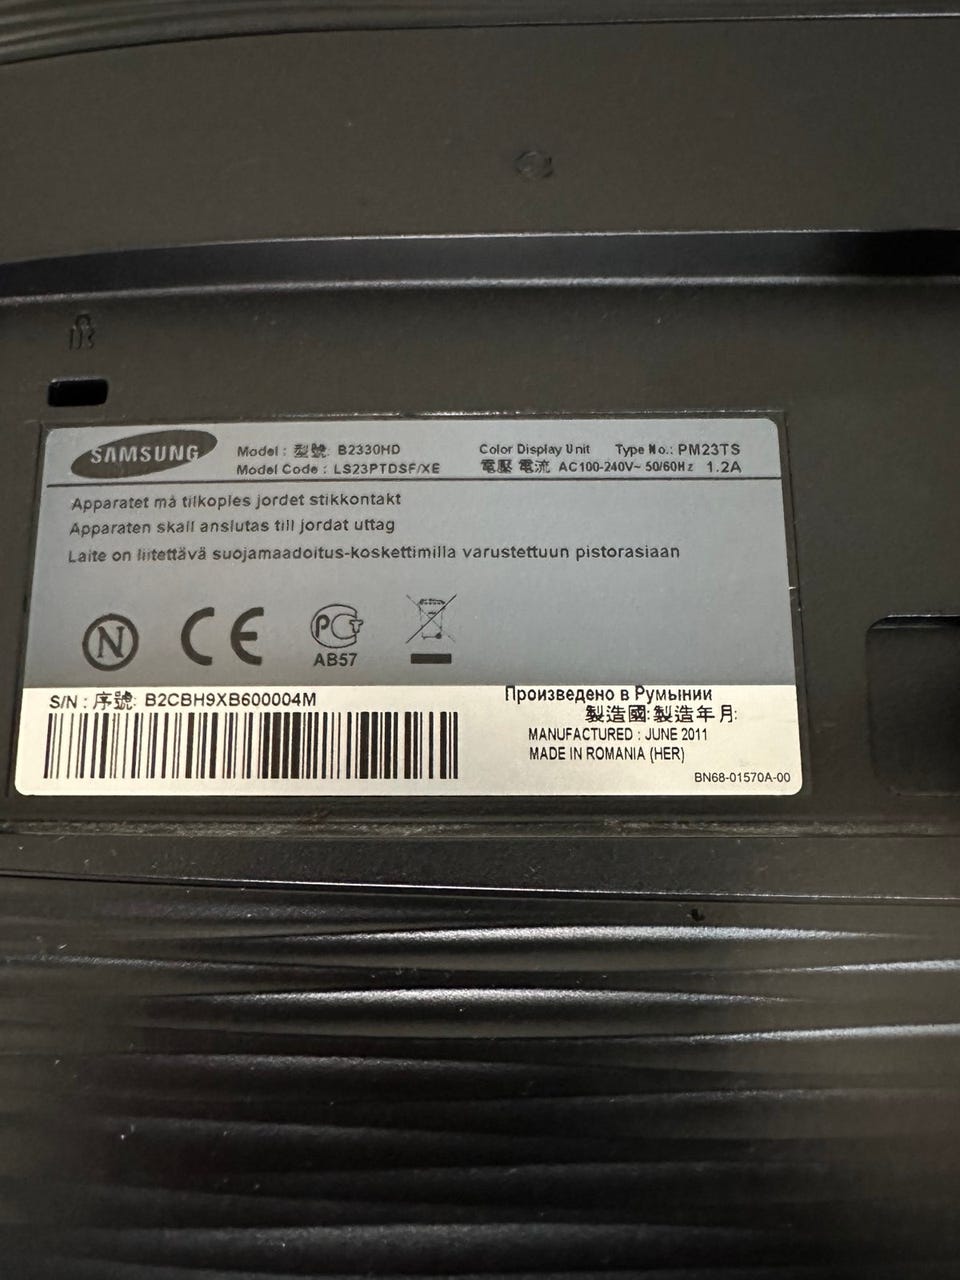 SAMSUNG
Model : 型號: B2330HD
Model Code : LS23PTDSF/XE
Color Display Unit Type No.: PM23TS
電壓 電流 AC100-240V~ 50/60Hz 1.2A
Apparatet må tilkoples jordet stikkontakt
Apparaten skall anslutas till jordat uttag
Laite on liitettävä suojamaadoitus-koskettimilla varustettuun pistorasiaan
N
CE
РСТ
АВ57
S/N : 序號: B2CBH9XB600004M
Произведено в Румынии
製造國:製造年月:
MANUFACTURED : JUNE 2011
MADE IN ROMANIA (HER)
BN68-01570A-00